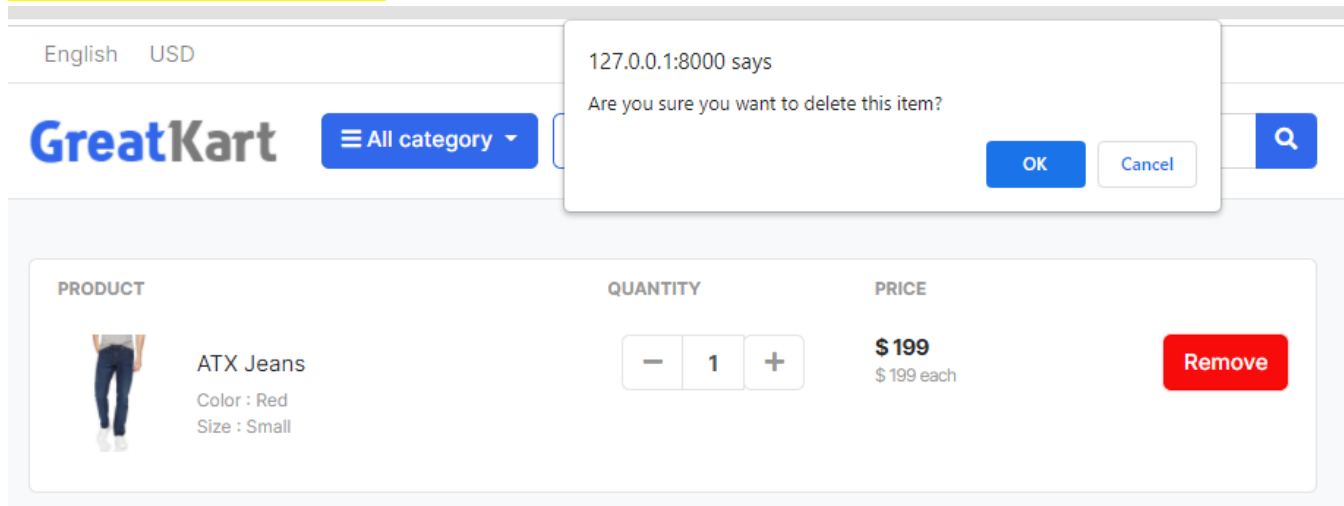 English USD
127.0.0.1:8000 says
Are you sure you want to delete this item?
OK Cancel
GreatKart
All category
PRODUCT QUANTITY PRICE
ATX Jeans
Color : Red
Size : Small
1
$ 199
$ 199 each
Remove